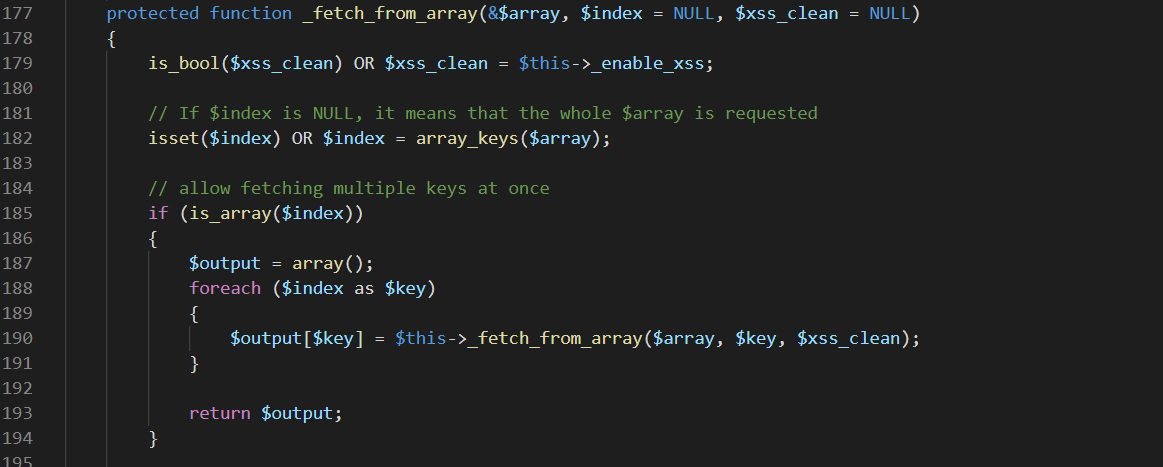 177 protected function _fetch_from_array(&$array, $index = NULL, $xss_clean = NULL)
178 {
179 is_bool($xss_clean) OR $xss_clean = $this->_enable_xss;
180
181 // If $index is NULL, it means that the whole $array is requested
182 isset($index) OR $index = array_keys($array);
183
184 // allow fetching multiple keys at once
185 if (is_array($index))
186 {
187 $output = array();
188 foreach ($index as $key)
189 {
190 $output[$key] = $this->_fetch_from_array($array, $key, $xss_clean);
191 }
192
193 return $output;
194 }
195